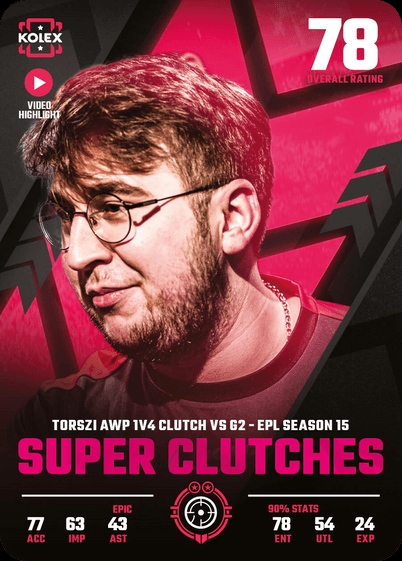 KOLEX
78
OVERALL RATING
VIDEO
HIGHLIGHT
TORSZI AWP 1V4 CLUTCH VS G2 - EPL SEASON 15
SUPER CLUTCHES
EPIC
90% STATS
77 63 43 78 54 24
ACC IMP AST ENT UTL EXP